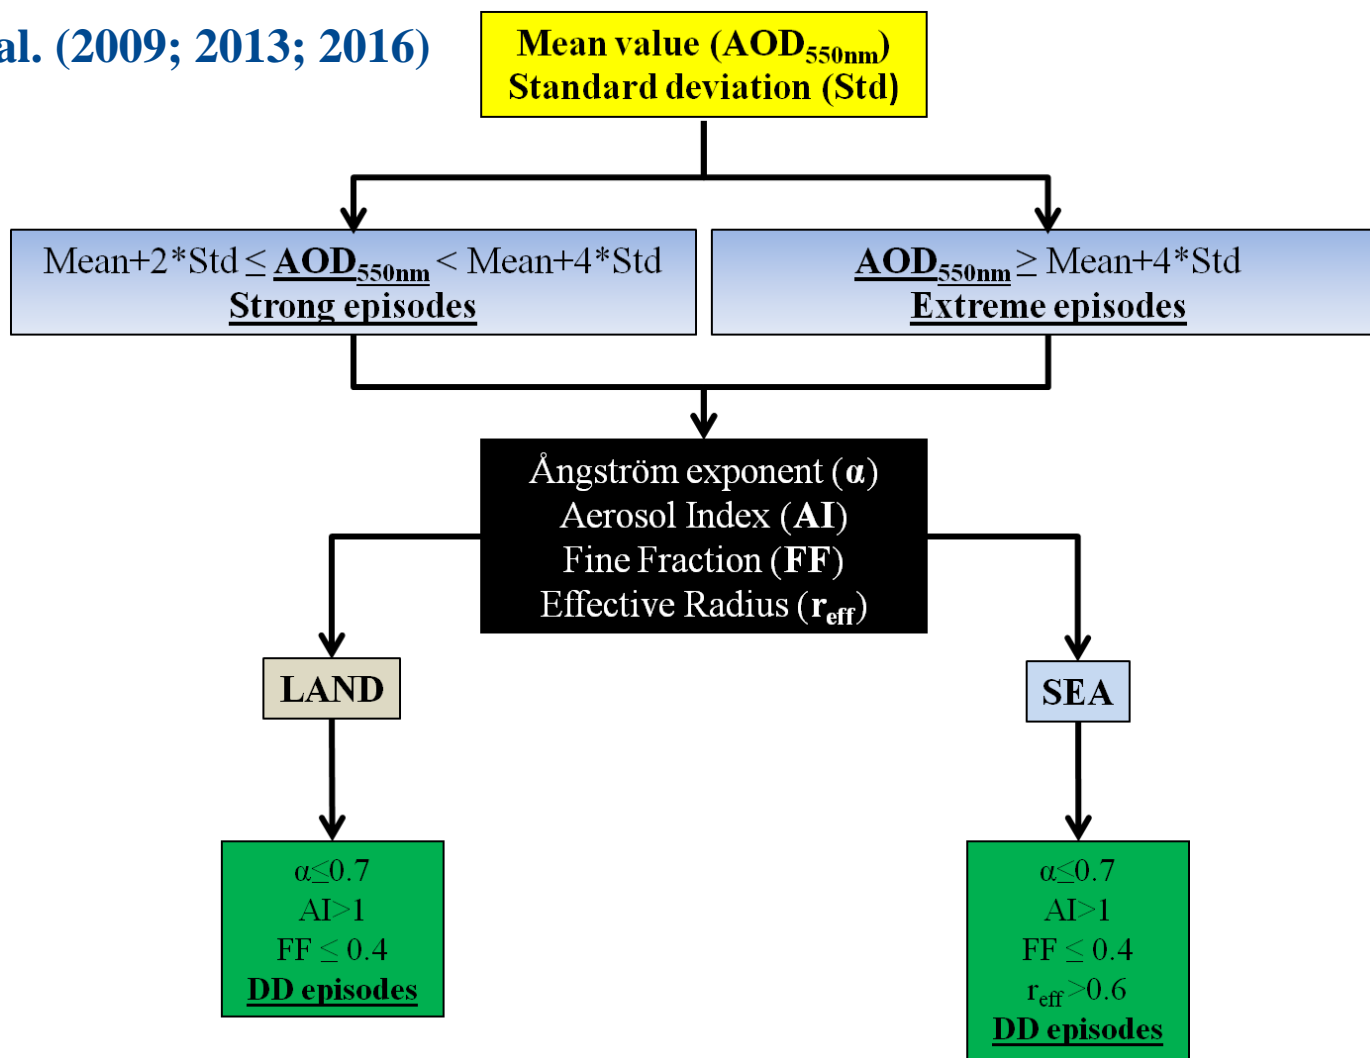 al. (2009; 2013; 2016)
Mean value (AOD550nm)
Standard deviation (Std)
Mean+2*Std ≤ AOD550nm < Mean+4*Std
Strong episodes
AOD550nm ≥ Mean+4*Std
Extreme episodes
Ångström exponent (α)
Aerosol Index (AI)
Fine Fraction (FF)
Effective Radius (reff)
LAND
SEA
α≤0.7
AI>1
FF ≤ 0.4
DD episodes
α≤0.7
AI>1
FF ≤ 0.4
reff >0.6
DD episodes